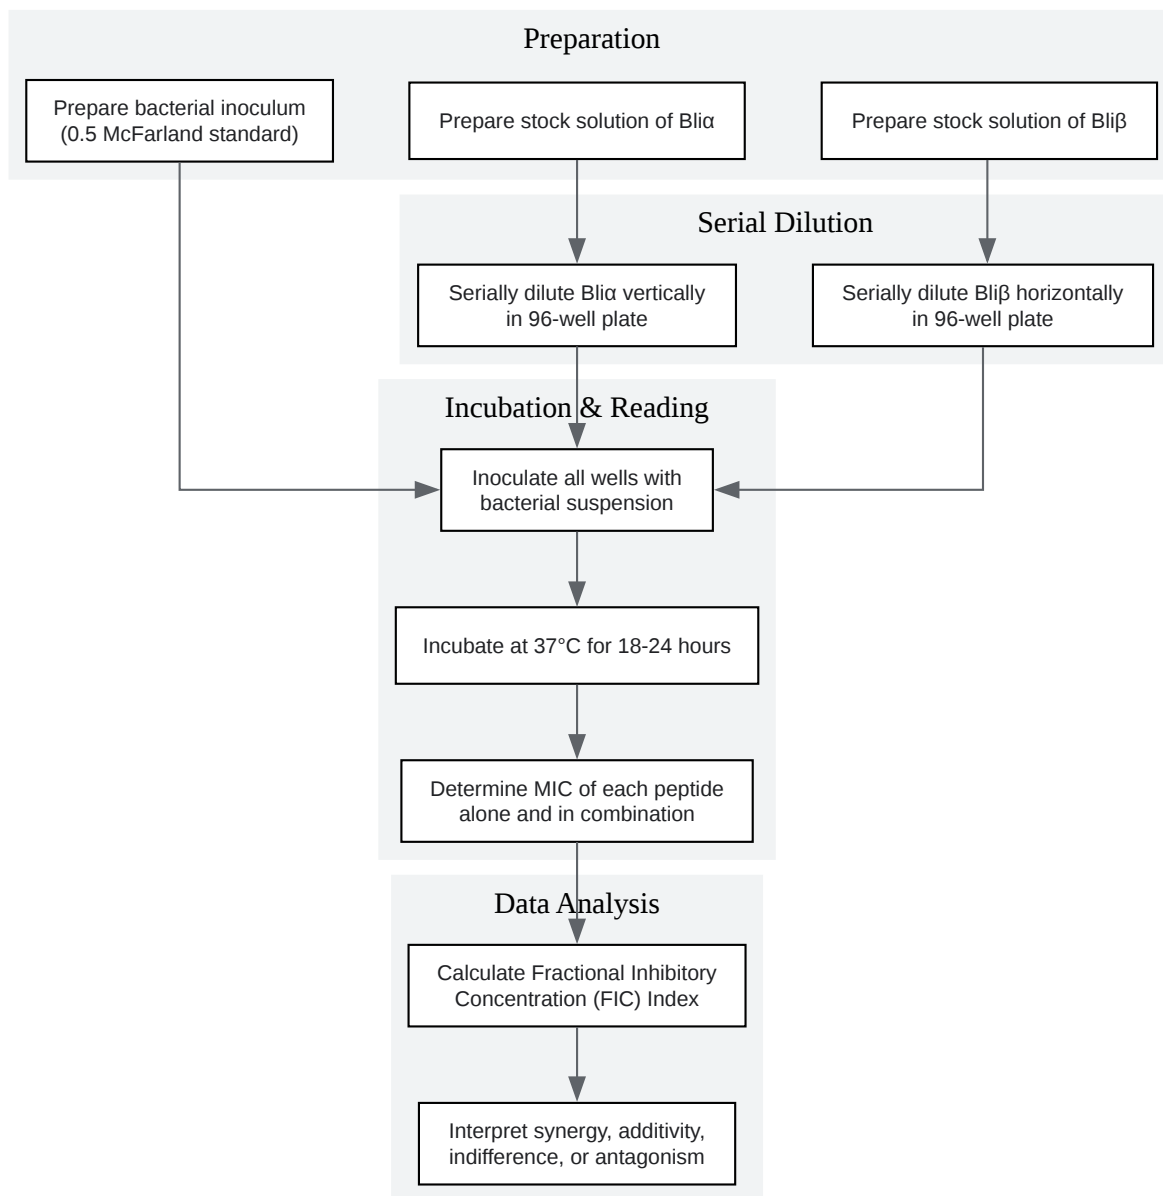 Preparation
Prepare bacterial inoculum
(0.5 McFarland standard)
Prepare stock solution of Bliα
Prepare stock solution of Bliβ
Serial Dilution
Serially dilute Bliα vertically
in 96-well plate
Serially dilute Bliβ horizontally
in 96-well plate
Incubation & Reading
Inoculate all wells with
bacterial suspension
Incubate at 37°C for 18-24 hours
Determine MIC of each peptide
alone and in combination
Data Analysis
Calculate Fractional Inhibitory
Concentration (FIC) Index
Interpret synergy, additivity,
indifference, or antagonism